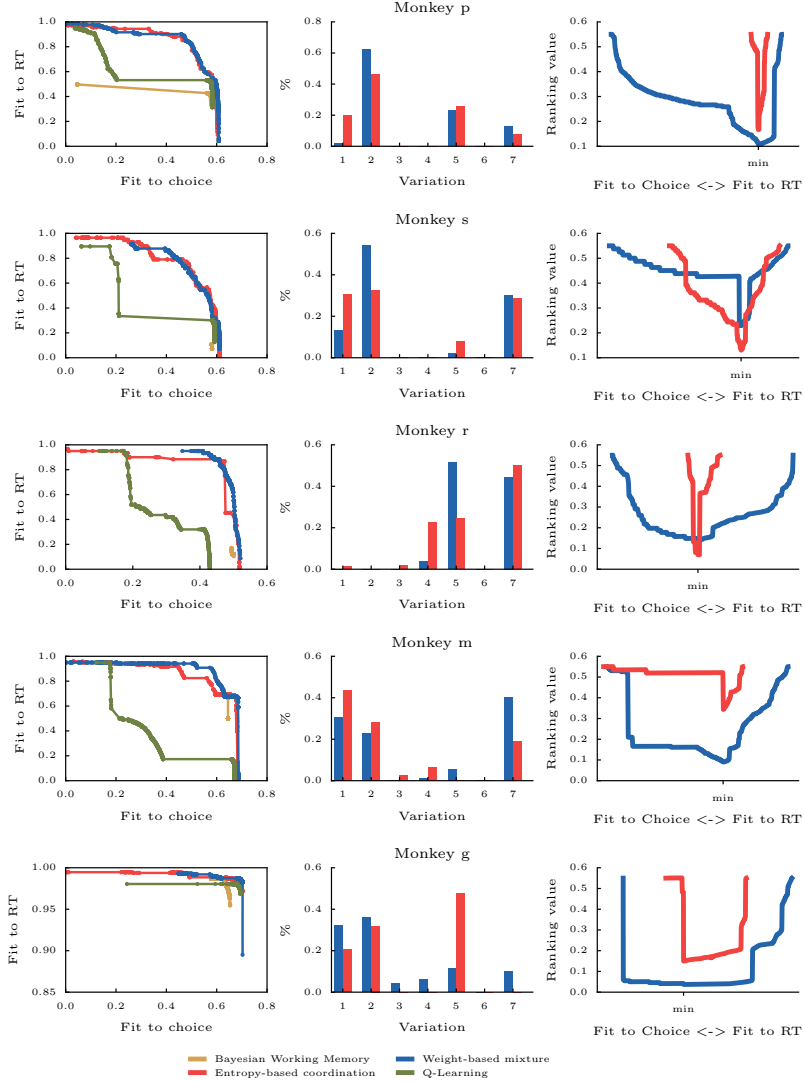 Monkey p
1.0
0.8
0.6
0.4
0.2
0.0
Fit to RT
0.0 0.2 0.4 0.6 0.8
Fit to choice
0.8
0.6
0.4
0.2
0.0
%
1 2 3 4 5 6 7
Variation
0.6
0.5
0.4
0.3
0.2
0.1
Ranking value
min
Fit to Choice <-> Fit to RT
Monkey s
1.0
0.8
0.6
0.4
0.2
0.0
Fit to RT
0.0 0.2 0.4 0.6 0.8
Fit to choice
0.6
0.4
0.2
0.0
%
1 2 3 4 5 6 7
Variation
0.6
0.5
0.4
0.3
0.2
0.1
Ranking value
min
Fit to Choice <-> Fit to RT
Monkey r
1.0
0.8
0.6
0.4
0.2
0.0
Fit to RT
0.0 0.2 0.4 0.6
Fit to choice
0.6
0.4
0.2
0.0
%
1 2 3 4 5 6 7
Variation
0.6
0.5
0.4
0.3
0.2
0.1
0.0
Ranking value
min
Fit to Choice <-> Fit to RT
Monkey m
1.0
0.8
0.6
0.4
0.2
0.0
Fit to RT
0.0 0.2 0.4 0.6 0.8
Fit to choice
0.6
0.4
0.2
0.0
%
1 2 3 4 5 6 7
Variation
0.6
0.5
0.4
0.3
0.2
0.1
0.0
Ranking value
min
Fit to Choice <-> Fit to RT
Monkey g
1.00
0.95
0.90
0.85
Fit to RT
0.0 0.2 0.4 0.6 0.8
Fit to choice
0.6
0.4
0.2
0.0
%
1 2 3 4 5 6 7
Variation
0.6
0.5
0.4
0.3
0.2
0.1
0.0
Ranking value
min
Fit to Choice <-> Fit to RT
Bayesian Working Memory
Entropy-based coordination
Weight-based mixture
Q-Learning